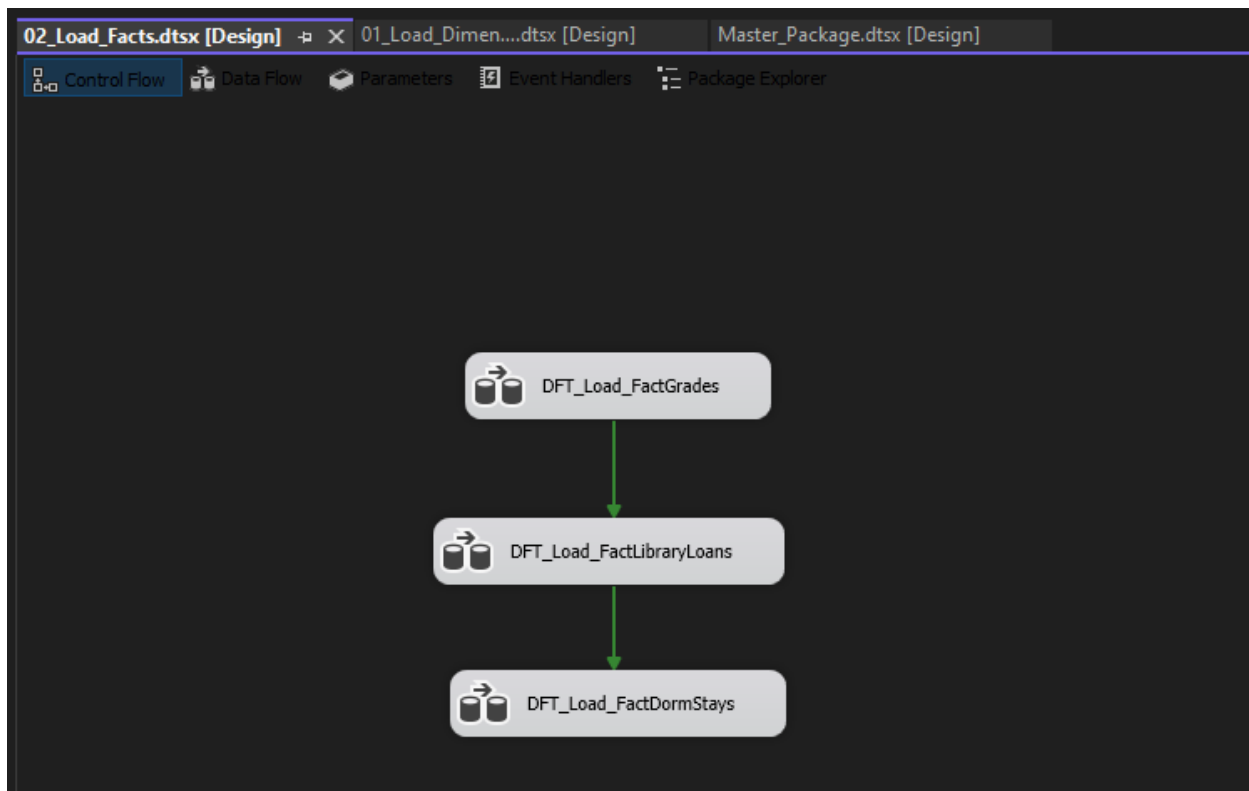 02_Load_Facts.dtsx [Design] 01_Load_Dimen....dtsx [Design] Master_Package.dtsx [Design]
Control Flow Data Flow Parameters Event Handlers Package Explorer
DFT_Load_FactGrades
DFT_Load_FactLibraryLoans
DFT_Load_FactDormStays